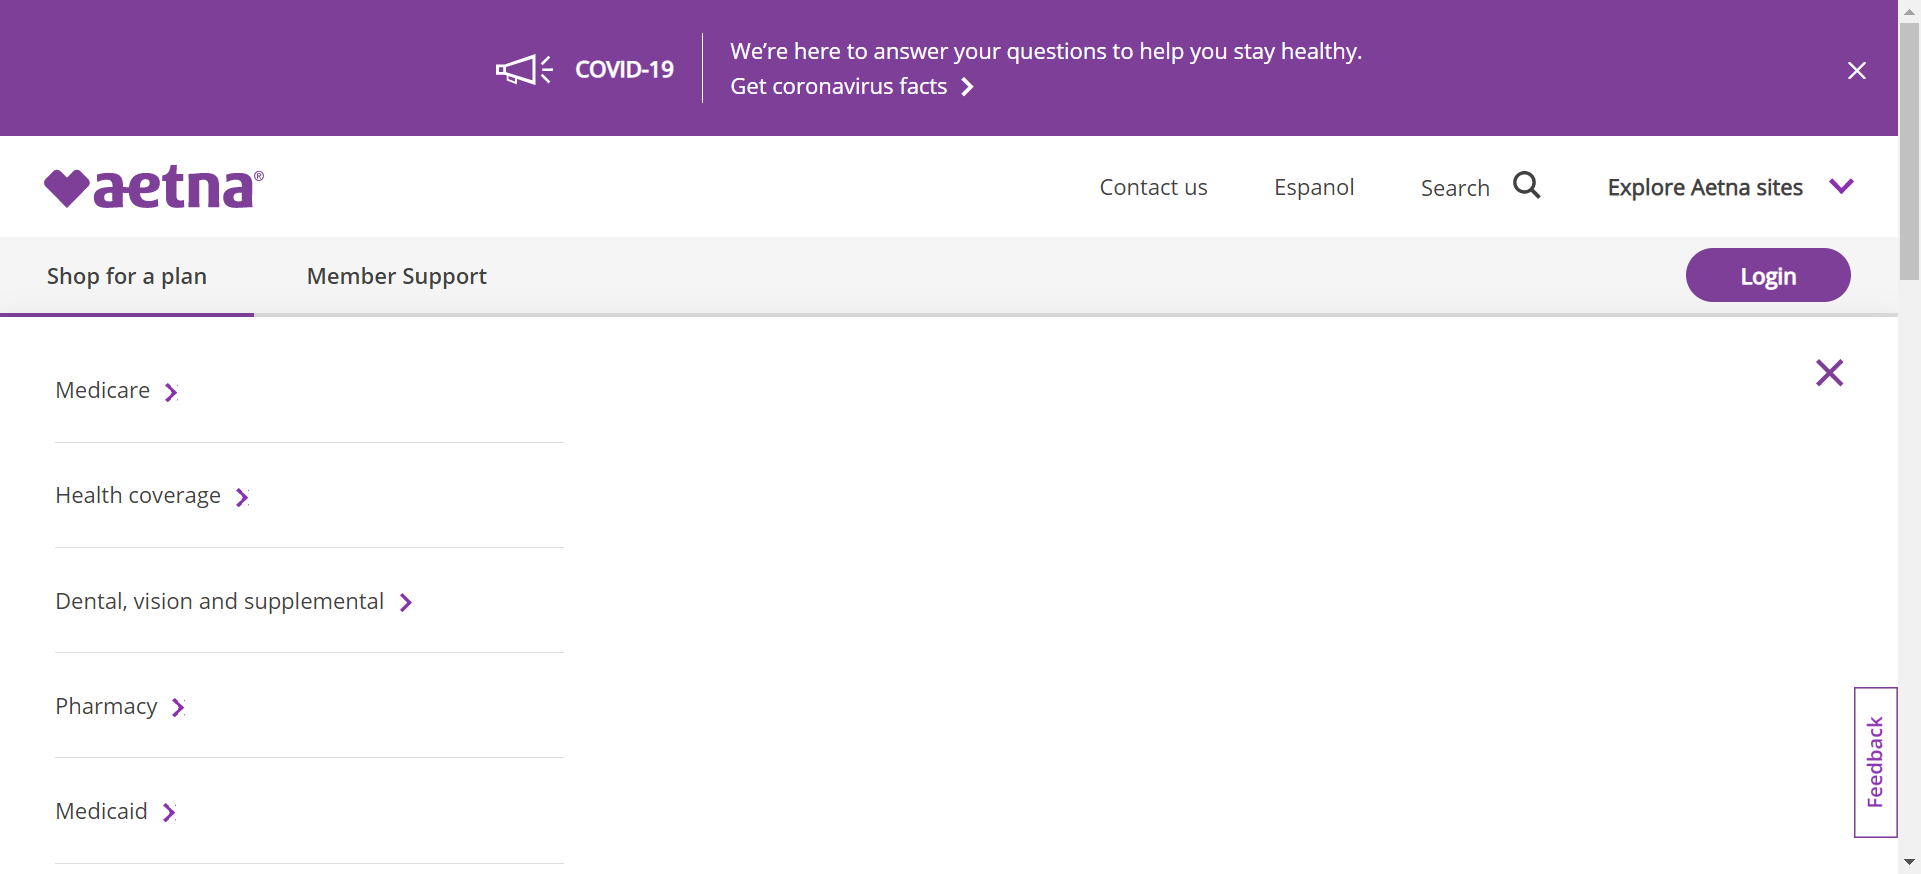 COVID-19
We’re here to answer your questions to help you stay healthy.
Get coronavirus facts
aetna®
Contact us
Espanol
Search
Explore Aetna sites
Shop for a plan
Member Support
Login
Medicare
Health coverage
Dental, vision and supplemental
Pharmacy
Medicaid
Feedback